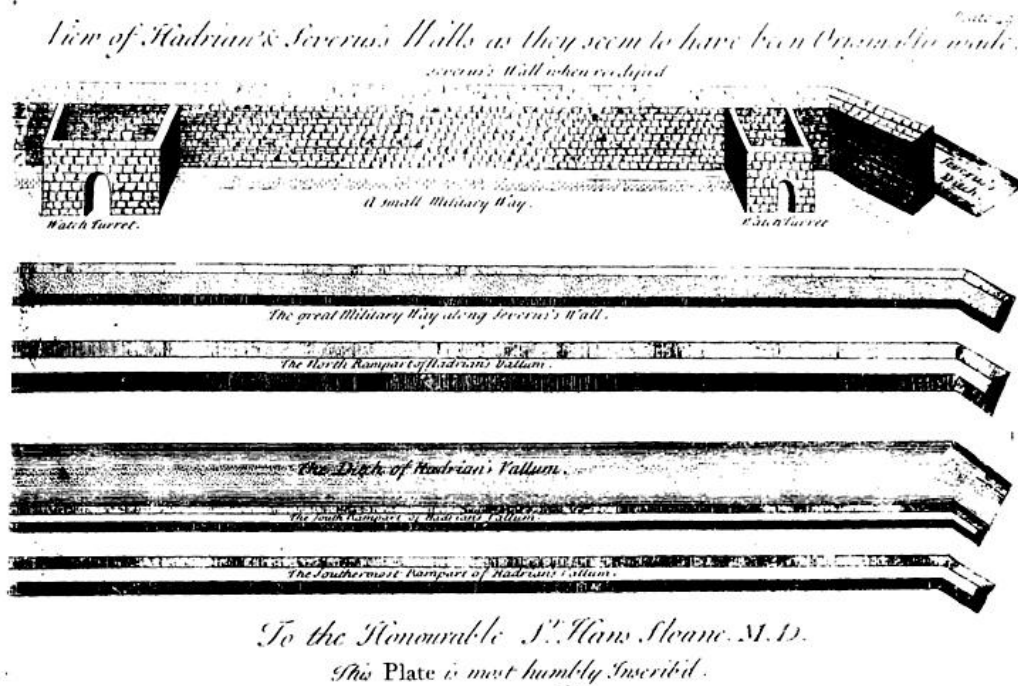 View of Hadrian's & Severus's Walls as they seem to have been Originally made.
Severus's Wall when
Severus's Ditch
A small Military Way.
Watch Turret.
Watch Turret
The great Military Way along Severus's Wall.
The North Rampart of Hadrian's Vallum.
The Ditch of Hadrian's Vallum.
The South Rampart of Hadrian's Vallum.
The Southermost Rampart of Hadrian's Vallum.
To the Honourable Sr. Hans Sloane. M.D.
This Plate is most humbly Inscrib'd.